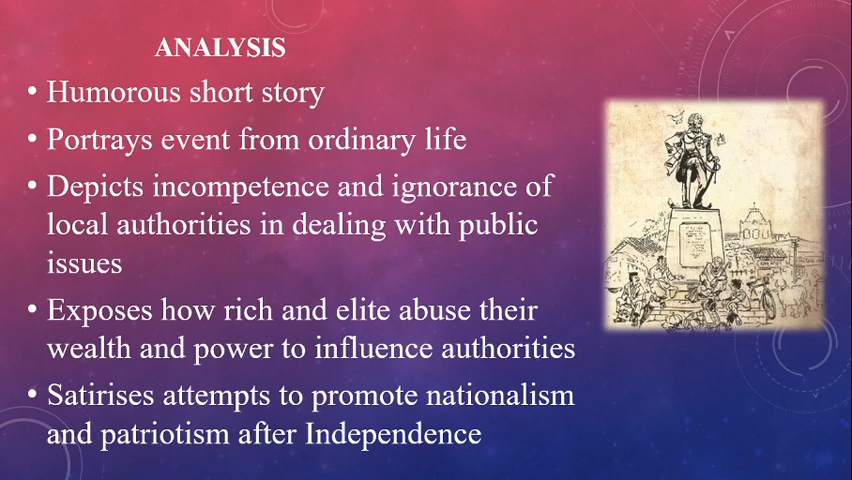 ANALYSIS
• Humorous short story
• Portrays event from ordinary life
• Depicts incompetence and ignorance of
local authorities in dealing with public
issues
• Exposes how rich and elite abuse their
wealth and power to influence authorities
• Satirises attempts to promote nationalism
and patriotism after Independence